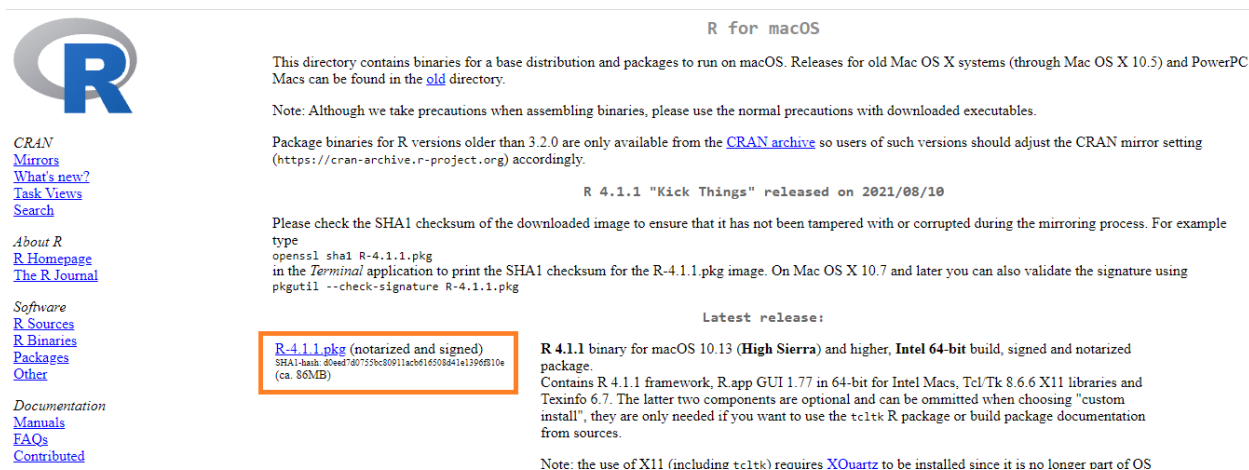 R
CRAN
Mirrors
What's new?
Task Views
Search
About R
R Homepage
The R Journal
Software
R Sources
R Binaries
Packages
Other
Documentation
Manuals
FAQs
Contributed
R for macOS
This directory contains binaries for a base distribution and packages to run on macOS. Releases for old Mac OS X systems (through Mac OS X 10.5) and PowerPC
Macs can be found in the old directory.
Note: Although we take precautions when assembling binaries, please use the normal precautions with downloaded executables.
Package binaries for R versions older than 3.2.0 are only available from the CRAN archive so users of such versions should adjust the CRAN mirror setting
(https://cran-archive.r-project.org) accordingly.
R 4.1.1 "Kick Things" released on 2021/08/10
Please check the SHA1 checksum of the downloaded image to ensure that it has not been tampered with or corrupted during the mirroring process. For example
type
openssl sha1 R-4.1.1.pkg
in the Terminal application to print the SHA1 checksum for the R-4.1.1.pkg image. On Mac OS X 10.7 and later you can also validate the signature using
pkgutil --check-signature R-4.1.1.pkg
Latest release:
R-4.1.1.pkg (notarized and signed)
SHA1-hash: d0eed7d0755bc80911acb616508d41e1396f810e
(ca. 86MB)
R 4.1.1 binary for macOS 10.13 (High Sierra) and higher, Intel 64-bit build, signed and notarized
package.
Contains R 4.1.1 framework, R.app GUI 1.77 in 64-bit for Intel Macs, Tcl/Tk 8.6.6 X11 libraries and
Texinfo 6.7. The latter two components are optional and can be ommitted when choosing "custom
install", they are only needed if you want to use the tcltk R package or build package documentation
from sources.
Note: the use of X11 (including tcltk) requires XQuartz to be installed since it is no longer part of OS